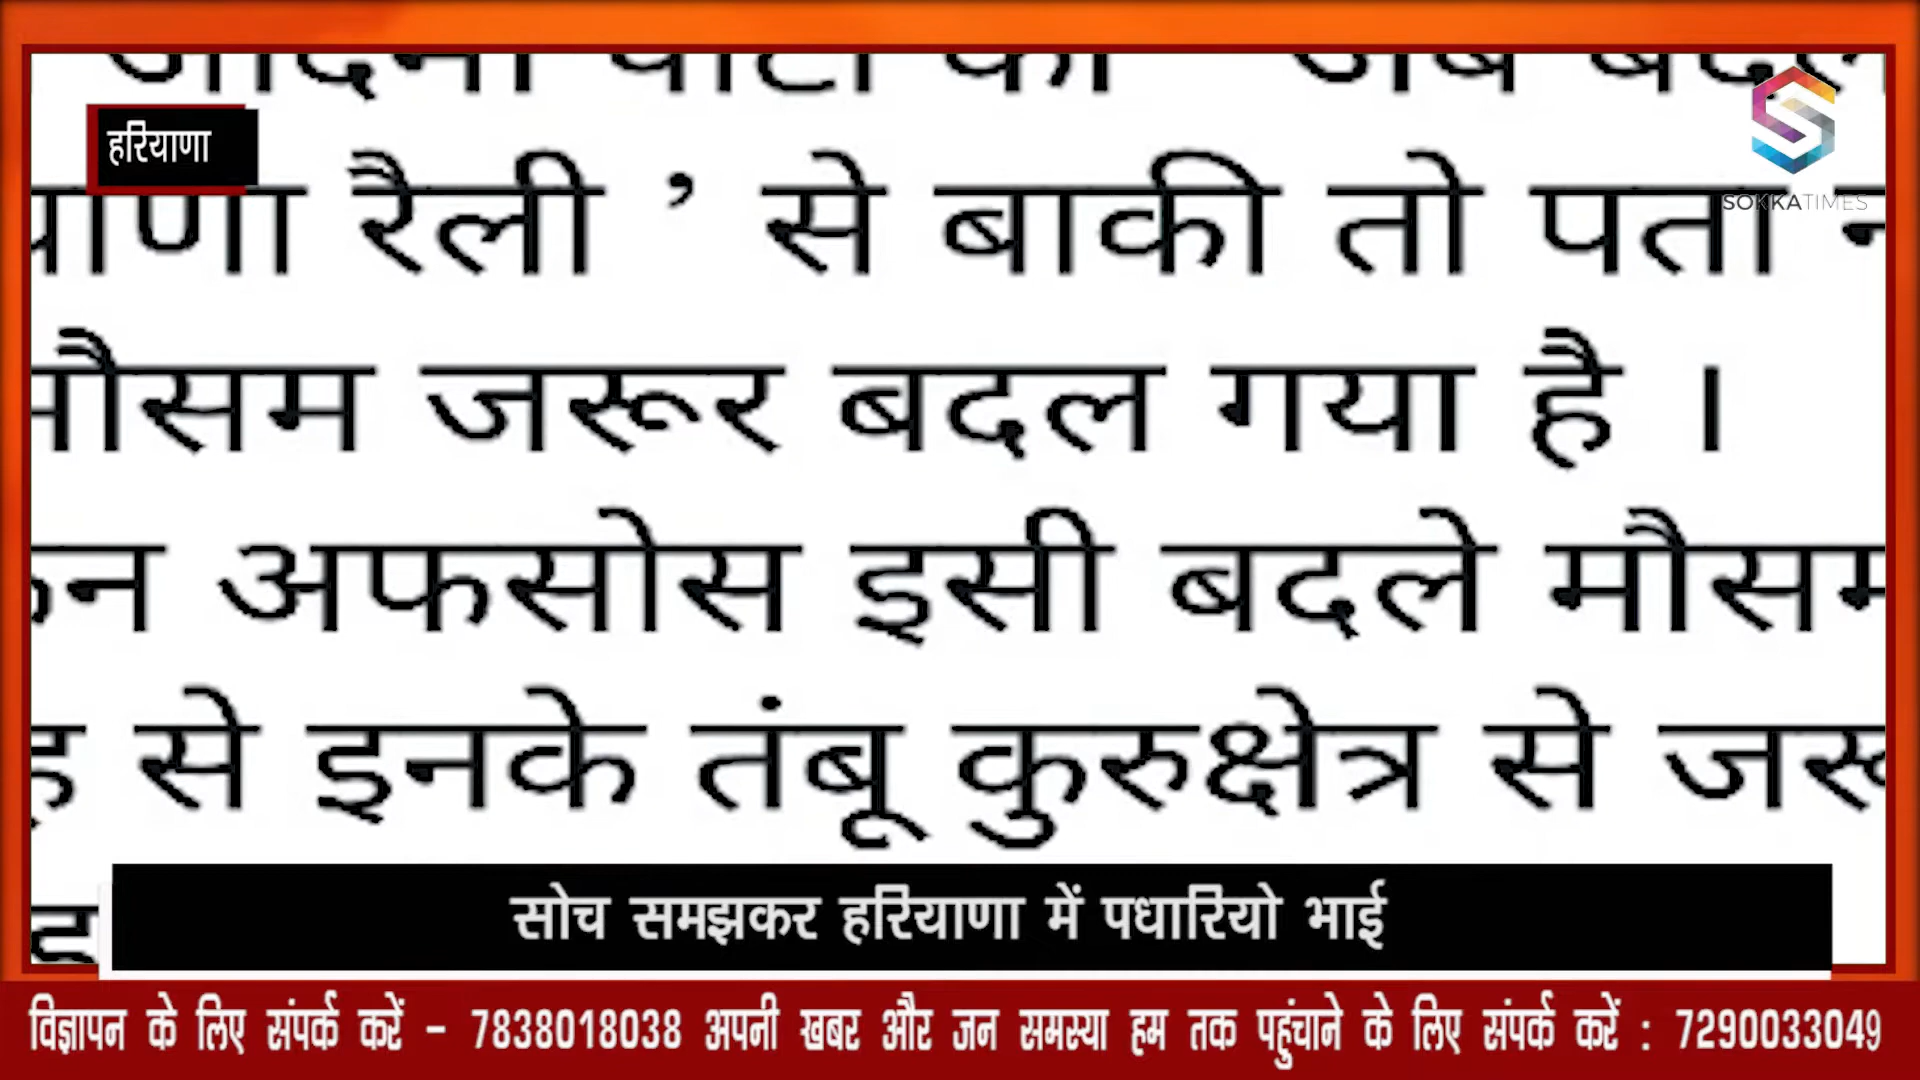 हरियाणा
SOKKATIMES
रैली ’ से बाकी तो पता
मौसम जरूर बदल गया है ।
अफसोस इसी बदले मौसम
से इनके तंबू कुरुक्षेत्र से
सोच समझकर हरियाणा में पधारियो भाई
विज्ञापन के लिए संपर्क करें - 7838018038 अपनी खबर और जन समस्या हम तक पहुंचाने के लिए संपर्क करें : 7290033049